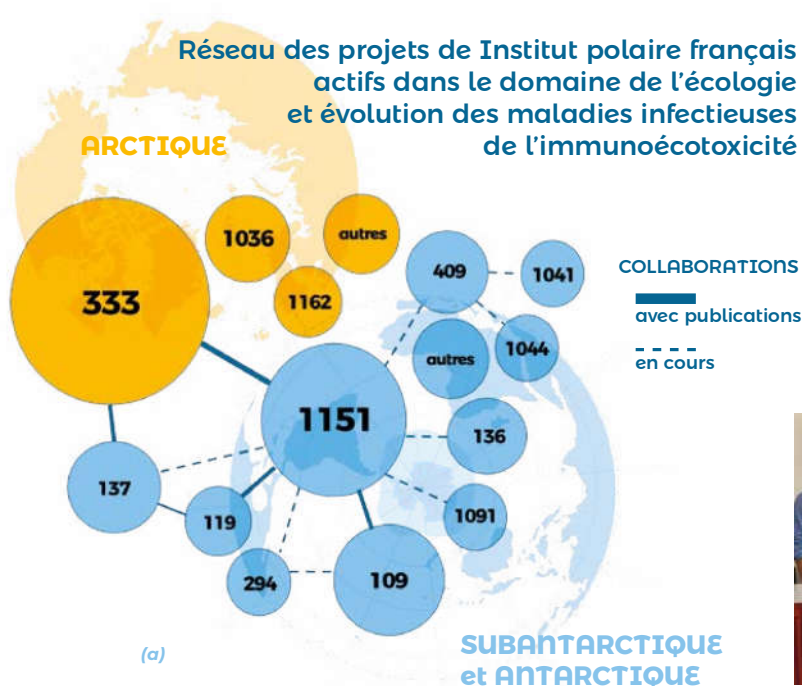 Réseau des projets de Institut polaire français
actifs dans le domaine de l'écologie
et évolution des maladies infectieuses
de l'immunoécotoxicité
ARCTIQUE
1036
autres
333
1162
409
1041
COLLABORATIONS
avec publications
en cours
autres
1044
1151
136
137
119
1091
294
109
(a)
SUBANTARCTIQUE
et ANTARCTIQUE